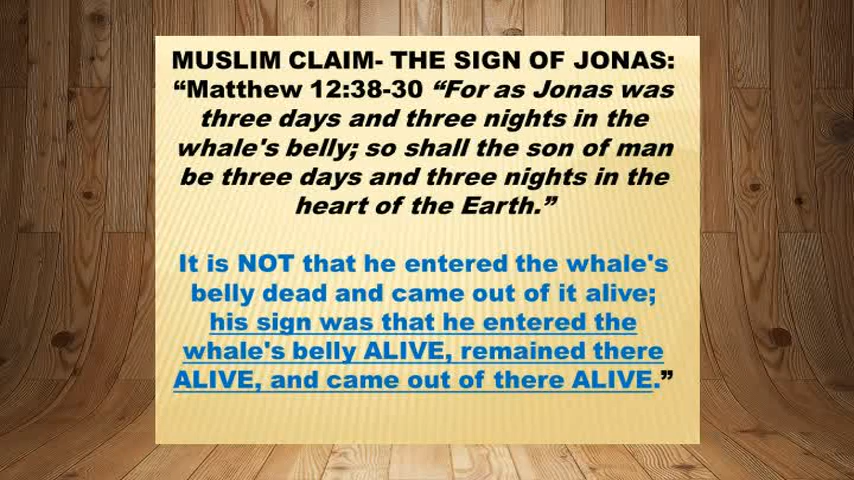 MUSLIM CLAIM- THE SIGN OF JONAS:
“Matthew 12:38-30 “For as Jonas was
three days and three nights in the
whale's belly; so shall the son of man
be three days and three nights in the
heart of the Earth.”
It is NOT that he entered the whale's
belly dead and came out of it alive;
his sign was that he entered the
whale's belly ALIVE, remained there
ALIVE, and came out of there ALIVE.”